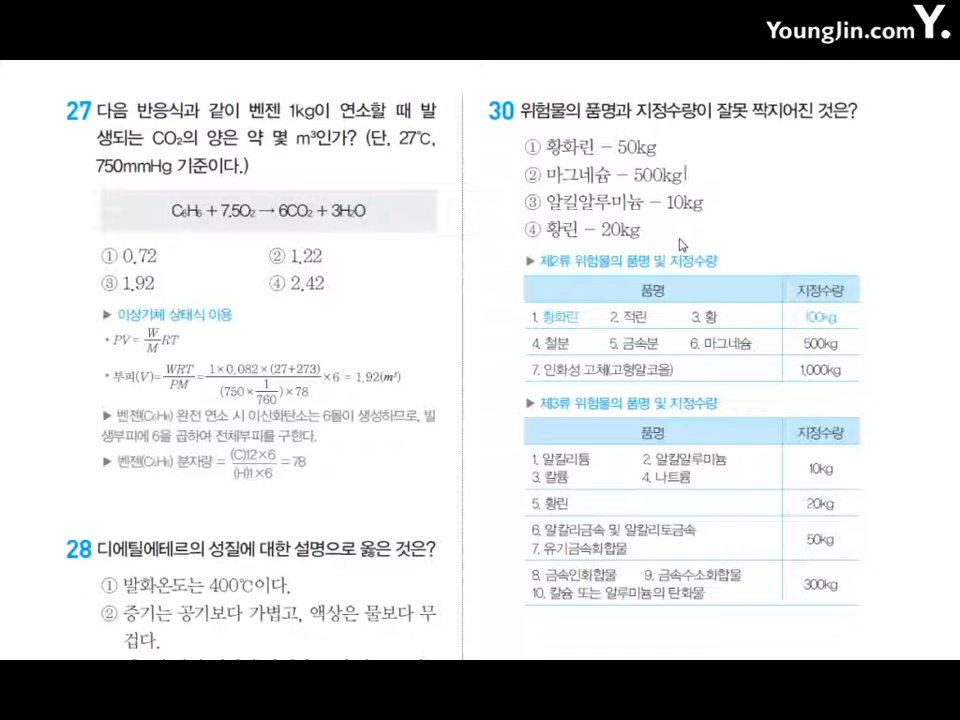 YoungJin.com Y.
27 다음 반응식과 같이 벤젠 1kg이 연소할 때 발
생되는 CO₂의 양은 약 몇 m³인가? (단, 27℃,
750mmHg 기준이다.)
C₆H₆ + 7.5O₂ → 6CO₂ + 3H₂O
① 0.72 ② 1.22
③ 1.92 ④ 2.42
▶ 이상기체 상태식 이용
• PV = W/M RT
• 부피(V) = WRT/PM = 1×0.082×(27+273)/((750×1/760)×78) ×6 = 1.92(m³)
▶ 벤젠(C₆H₆) 완전 연소 시 이산화탄소는 6몰이 생성하므로, 발
생부피에 6을 곱하여 전체부피를 구한다.
▶ 벤젠(C₆H₆) 분자량 = (C)12×6/(H)1×6 = 78
28 디에틸에테르의 성질에 대한 설명으로 옳은 것은?
① 발화온도는 400℃이다.
② 증기는 공기보다 가볍고, 액상은 물보다 무
겁다.
30 위험물의 품명과 지정수량이 잘못 짝지어진 것은?
① 황화린 – 50kg
② 마그네슘 – 500kg
③ 알킬알루미늄 – 10kg
④ 황린 – 20kg
▶ 제2류 위험물의 품명 및 지정수량
품명 지정수량
1. 황화린 2. 적린 3. 황 100kg
4. 철분 5. 금속분 6. 마그네슘 500kg
7. 인화성 고체(고형알코올) 1,000kg
▶ 제3류 위험물의 품명 및 지정수량
품명 지정수량
1. 알킬리튬 2. 알킬알루미늄
3. 칼륨 4. 나트륨 10kg
5. 황린 20kg
6. 알칼리금속 및 알칼리토금속
7. 유기금속화합물 50kg
8. 금속인화합물 9. 금속수소화합물
10. 칼슘 또는 알루미늄의 탄화물 300kg